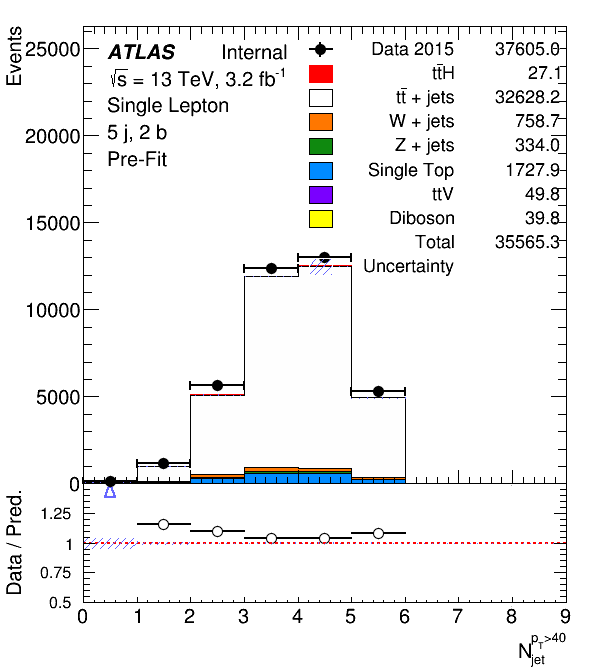 Events
25000
20000
15000
10000
5000
0
ATLAS Internal
√s = 13 TeV, 3.2 fb⁻¹
Single Lepton
5 j, 2 b
Pre-Fit
Data 2015 37605.0
tt̄H 27.1
tt̄ + jets 32628.2
W + jets 758.7
Z + jets 334.0
Single Top 1727.9
ttV 49.8
Diboson 39.8
Total 35565.3
Uncertainty
Data / Pred.
1.25
1
0.75
0.5
0 1 2 3 4 5 6 7 8 9
N_jet^{p_T>40}